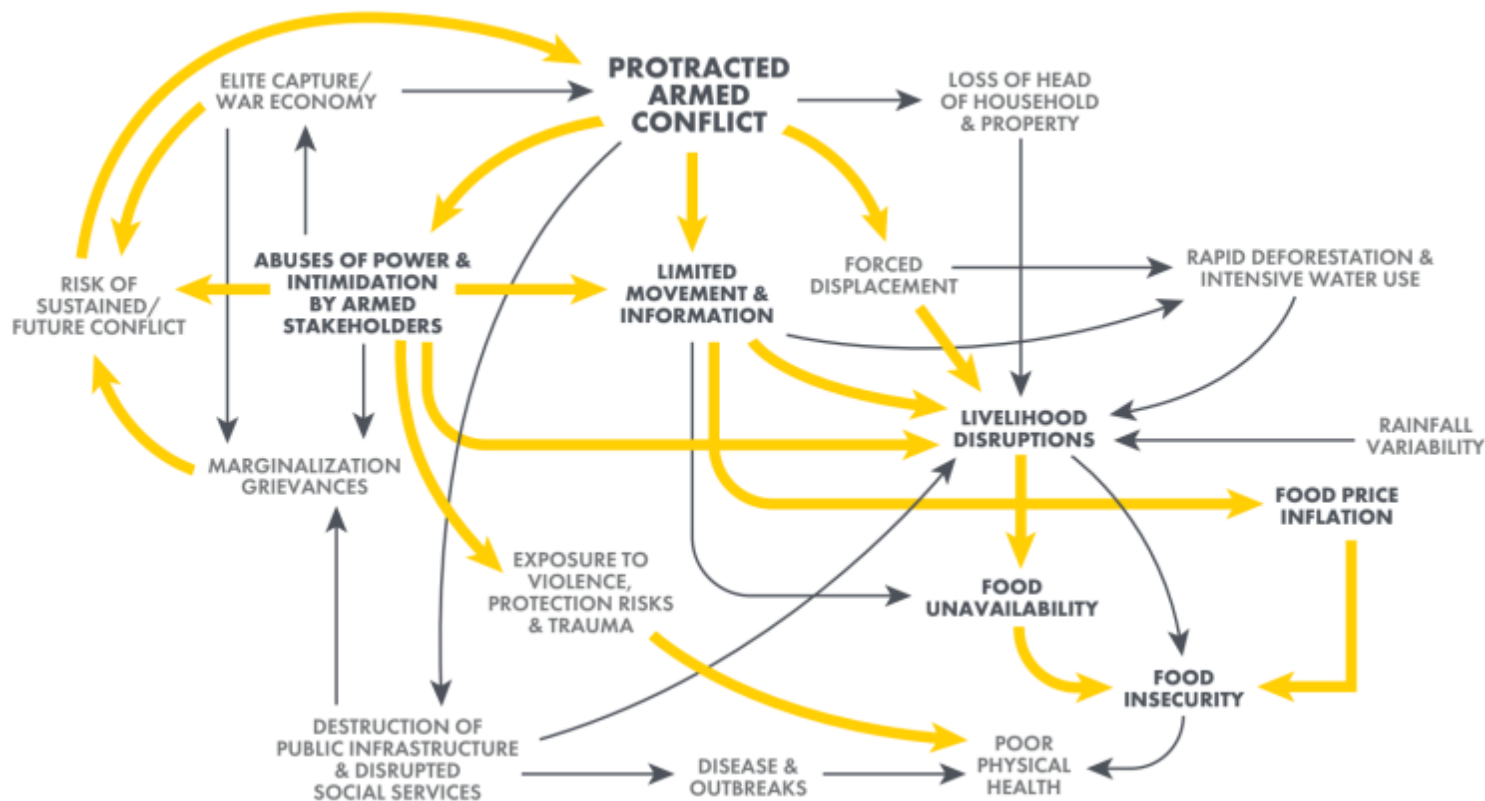 PROTRACTED
ARMED
CONFLICT
ELITE CAPTURE/
WAR ECONOMY
LOSS OF HEAD
OF HOUSEHOLD
& PROPERTY
ABUSES OF POWER &
INTIMIDATION
BY ARMED
STAKEHOLDERS
RISK OF
SUSTAINED/
FUTURE CONFLICT
LIMITED
MOVEMENT &
INFORMATION
FORCED
DISPLACEMENT
RAPID DEFORESTATION &
INTENSIVE WATER USE
LIVELIHOOD
DISRUPTIONS
RAINFALL
VARIABILITY
MARGINALIZATION
GRIEVANCES
FOOD PRICE
INFLATION
EXPOSURE TO
VIOLENCE,
PROTECTION RISKS
& TRAUMA
FOOD
UNAVAILABILITY
FOOD
INSECURITY
DESTRUCTION OF
PUBLIC INFRASTRUCTURE
& DISRUPTED
SOCIAL SERVICES
DISEASE &
OUTBREAKS
POOR
PHYSICAL
HEALTH